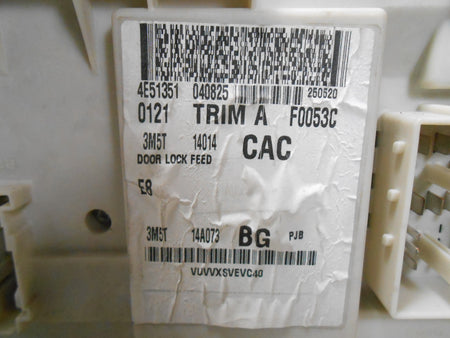 4E51351 040825 250520
0121 TRIM A F0053C
3M5T 14014 CAC
DOOR LOCK FEED
E8
3M5T 14A073 BG PJB
VUVVXSVEVC40